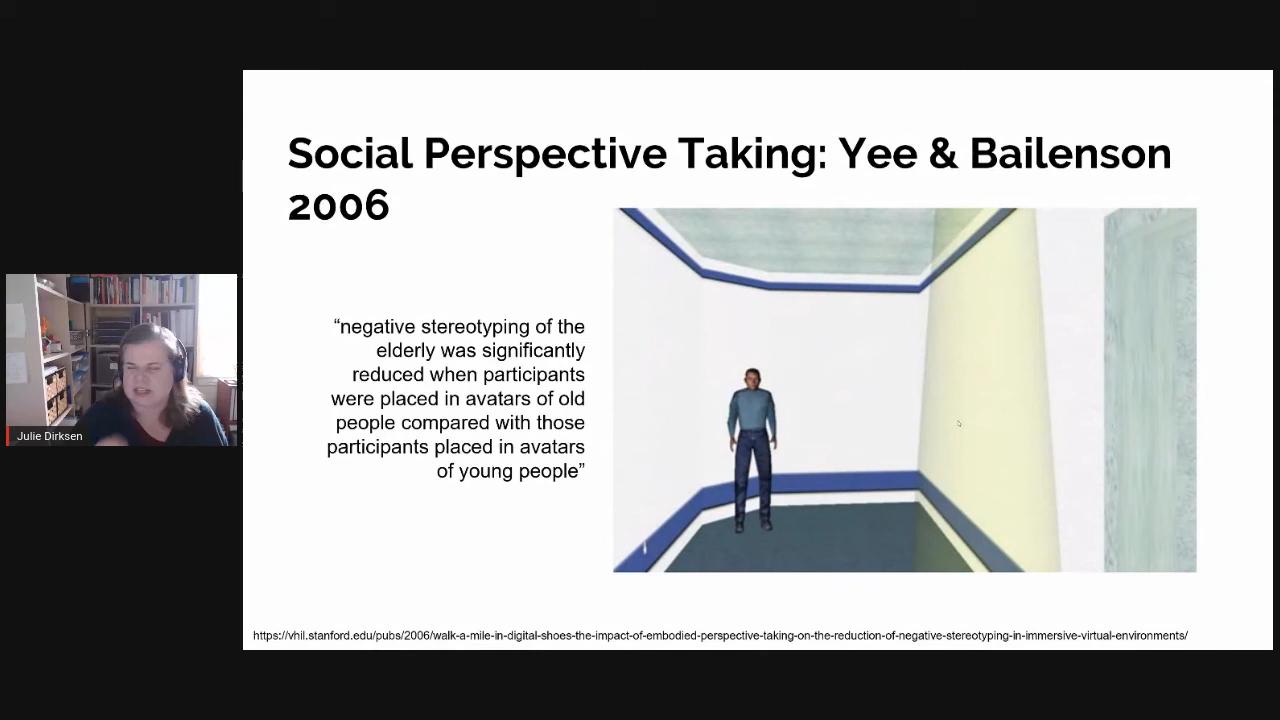 Social Perspective Taking: Yee & Bailenson
2006
“negative stereotyping of the
elderly was significantly
reduced when participants
were placed in avatars of old
people compared with those
participants placed in avatars
of young people”
Julie Dirksen
https://vhil.stanford.edu/pubs/2006/walk-a-mile-in-digital-shoes-the-impact-of-embodied-perspective-taking-on-the-reduction-of-negative-stereotyping-in-immersive-virtual-environments/